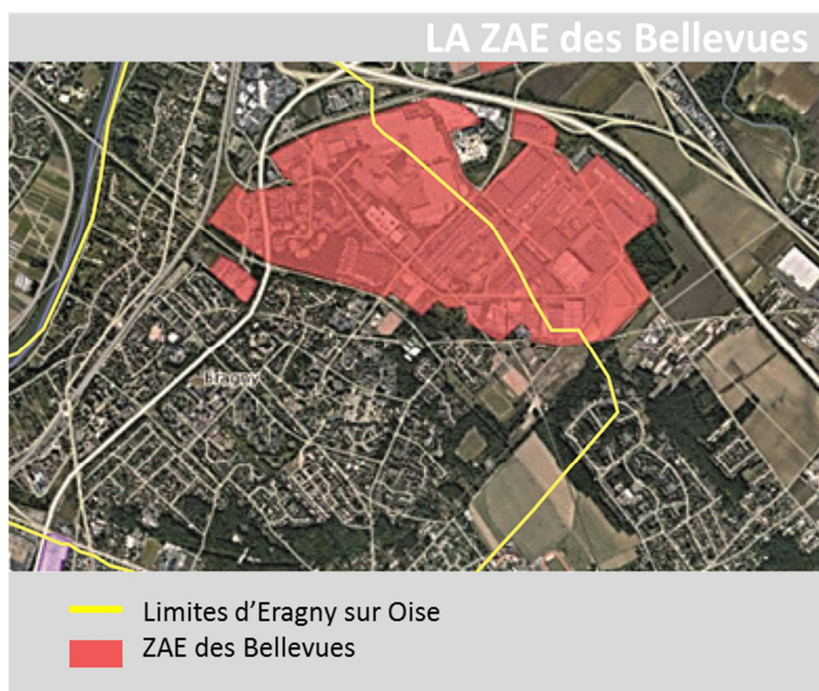 LA ZAE des Bellevues
Eragny
Limites d'Eragny sur Oise
ZAE des Bellevues